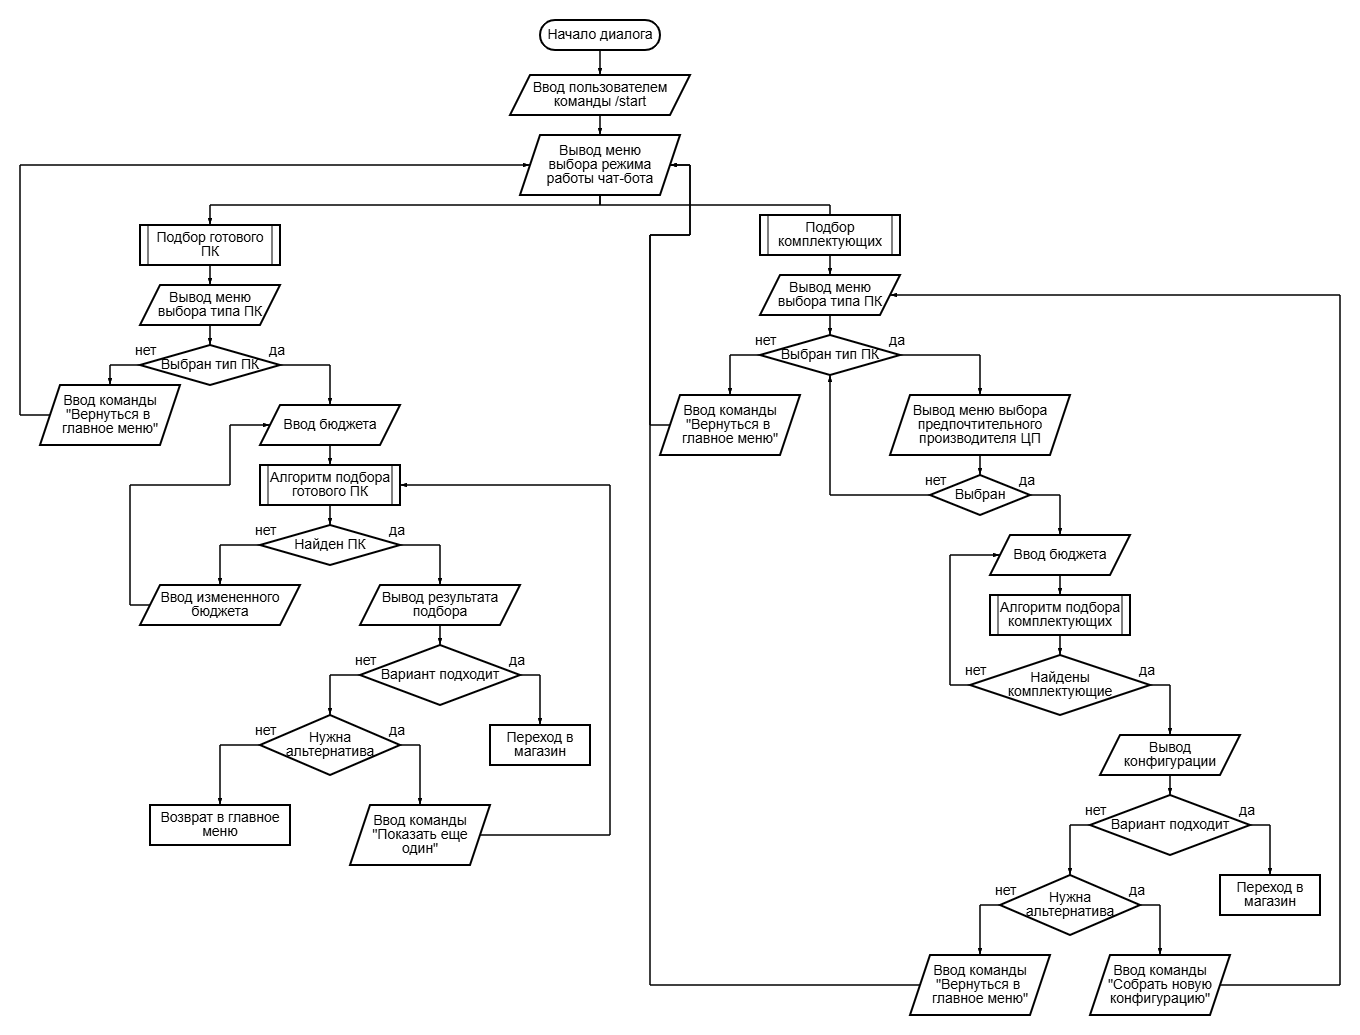 Начало диалога
Ввод пользователем
команды /start
Вывод меню
выбора режима
работы чат-бота
Подбор готового
ПК
Вывод меню
выбора типа ПК
нет
да
Выбран тип ПК
Ввод команды
"Вернуться в
главное меню"
Ввод бюджета
Алгоритм подбора
готового ПК
нет
да
Найден ПК
Ввод измененного
бюджета
Вывод результата
подбора
нет
да
Вариант подходит
нет
да
Нужна
альтернатива
Переход в
магазин
Возврат в главное
меню
Ввод команды
"Показать еще
один"
Подбор
комплектующих
Вывод меню
выбора типа ПК
нет
да
Выбран тип ПК
Ввод команды
"Вернуться в
главное меню"
Вывод меню выбора
предпочтительного
производителя ЦП
нет
да
Выбран
Ввод бюджета
Алгоритм подбора
комплектующих
нет
да
Найдены
комплектующие
Вывод
конфигурации
нет
да
Вариант подходит
нет
да
Нужна
альтернатива
Переход в
магазин
Ввод команды
"Вернуться в
главное меню"
Ввод команды
"Собрать новую
конфигурацию"